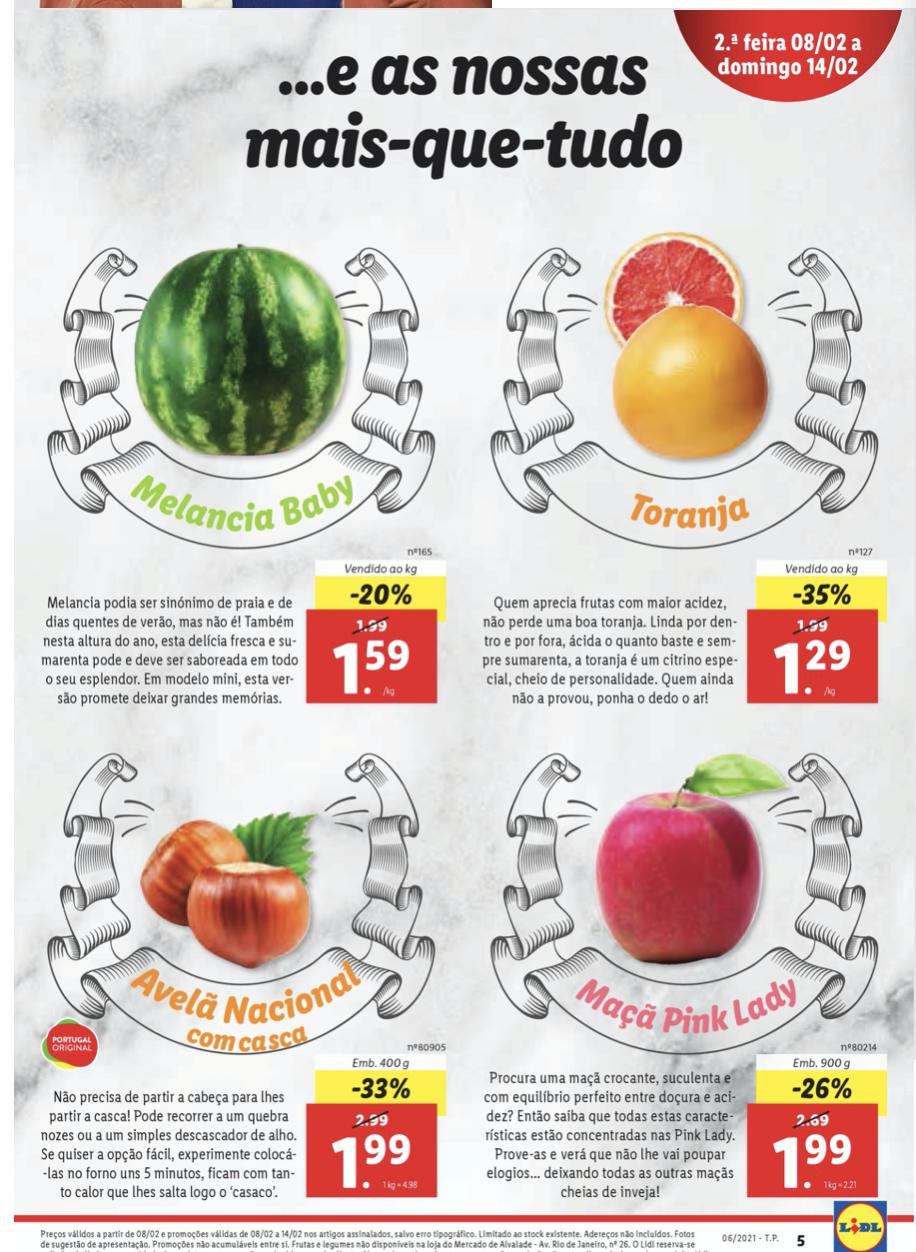 2.ª feira 08/02 a
domingo 14/02
...e as nossas
mais-que-tudo
Melancia Baby
nº165
Vendido ao kg
-20%
1.99
1.59
/kg
Melancia podia ser sinónimo de praia e de
dias quentes de verão, mas não é! Também
nesta altura do ano, esta delícia fresca e su-
marenta pode e deve ser saboreada em todo
o seu esplendor. Em modelo mini, esta ver-
são promete deixar grandes memórias.
Toranja
nº127
Vendido ao kg
-35%
1.99
1.29
/kg
Quem aprecia frutas com maior acidez,
não perde uma boa toranja. Linda por den-
tro e por fora, ácida o quanto baste e sem-
pre sumarenta, a toranja é um citrino espe-
cial, cheio de personalidade. Quem ainda
não a provou, ponha o dedo o ar!
Avelã Nacional
com casca
PORTUGAL
ORIGINAL
nº80905
Emb. 400 g
-33%
2.99
1.99
1 kg = 4.98
Não precisa de partir a cabeça para lhes
partir a casca! Pode recorrer a um quebra
nozes ou a um simples descascador de alho.
Se quiser a opção fácil, experimente colocá-
-las no forno uns 5 minutos, ficam com tan-
to calor que lhes salta logo o ‘casaco’.
Maçã Pink Lady
nº80214
Emb. 900 g
-26%
2.69
1.99
1 kg = 2.21
Procura uma maçã crocante, suculenta e
com equilíbrio perfeito entre doçura e aci-
dez? Então saiba que todas estas caracte-
rísticas estão concentradas nas Pink Lady.
Prove-as e verá que não lhe vai poupar
elogios... deixando todas as outras maçãs
cheias de inveja!
Preços válidos a partir de 08/02 e promoções válidas de 08/02 a 14/02 nos artigos assinalados, salvo erro tipográfico. Limitado ao stock existente. Adereços não incluídos. Fotos
de sugestão de apresentação. Promoções não acumuláveis entre si. Frutas e legumes não disponíveis na loja do Mercado de Alvalade - Av. Rio de Janeiro, nº 26. O Lidl reserva-se
06/2021 - T.P.
5
LIDL